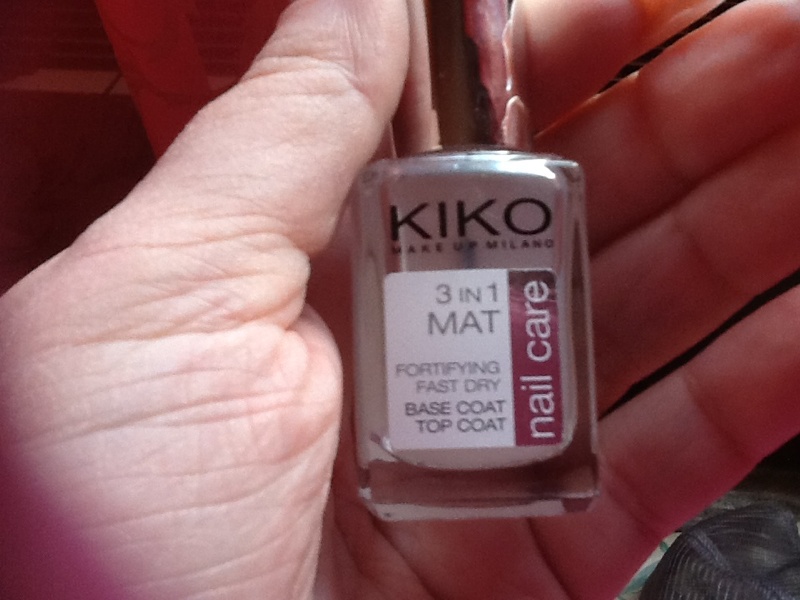 KIKO
MAKE UP MILANO
3 IN 1
MAT
FORTIFYING
FAST DRY
BASE COAT
TOP COAT
nail care